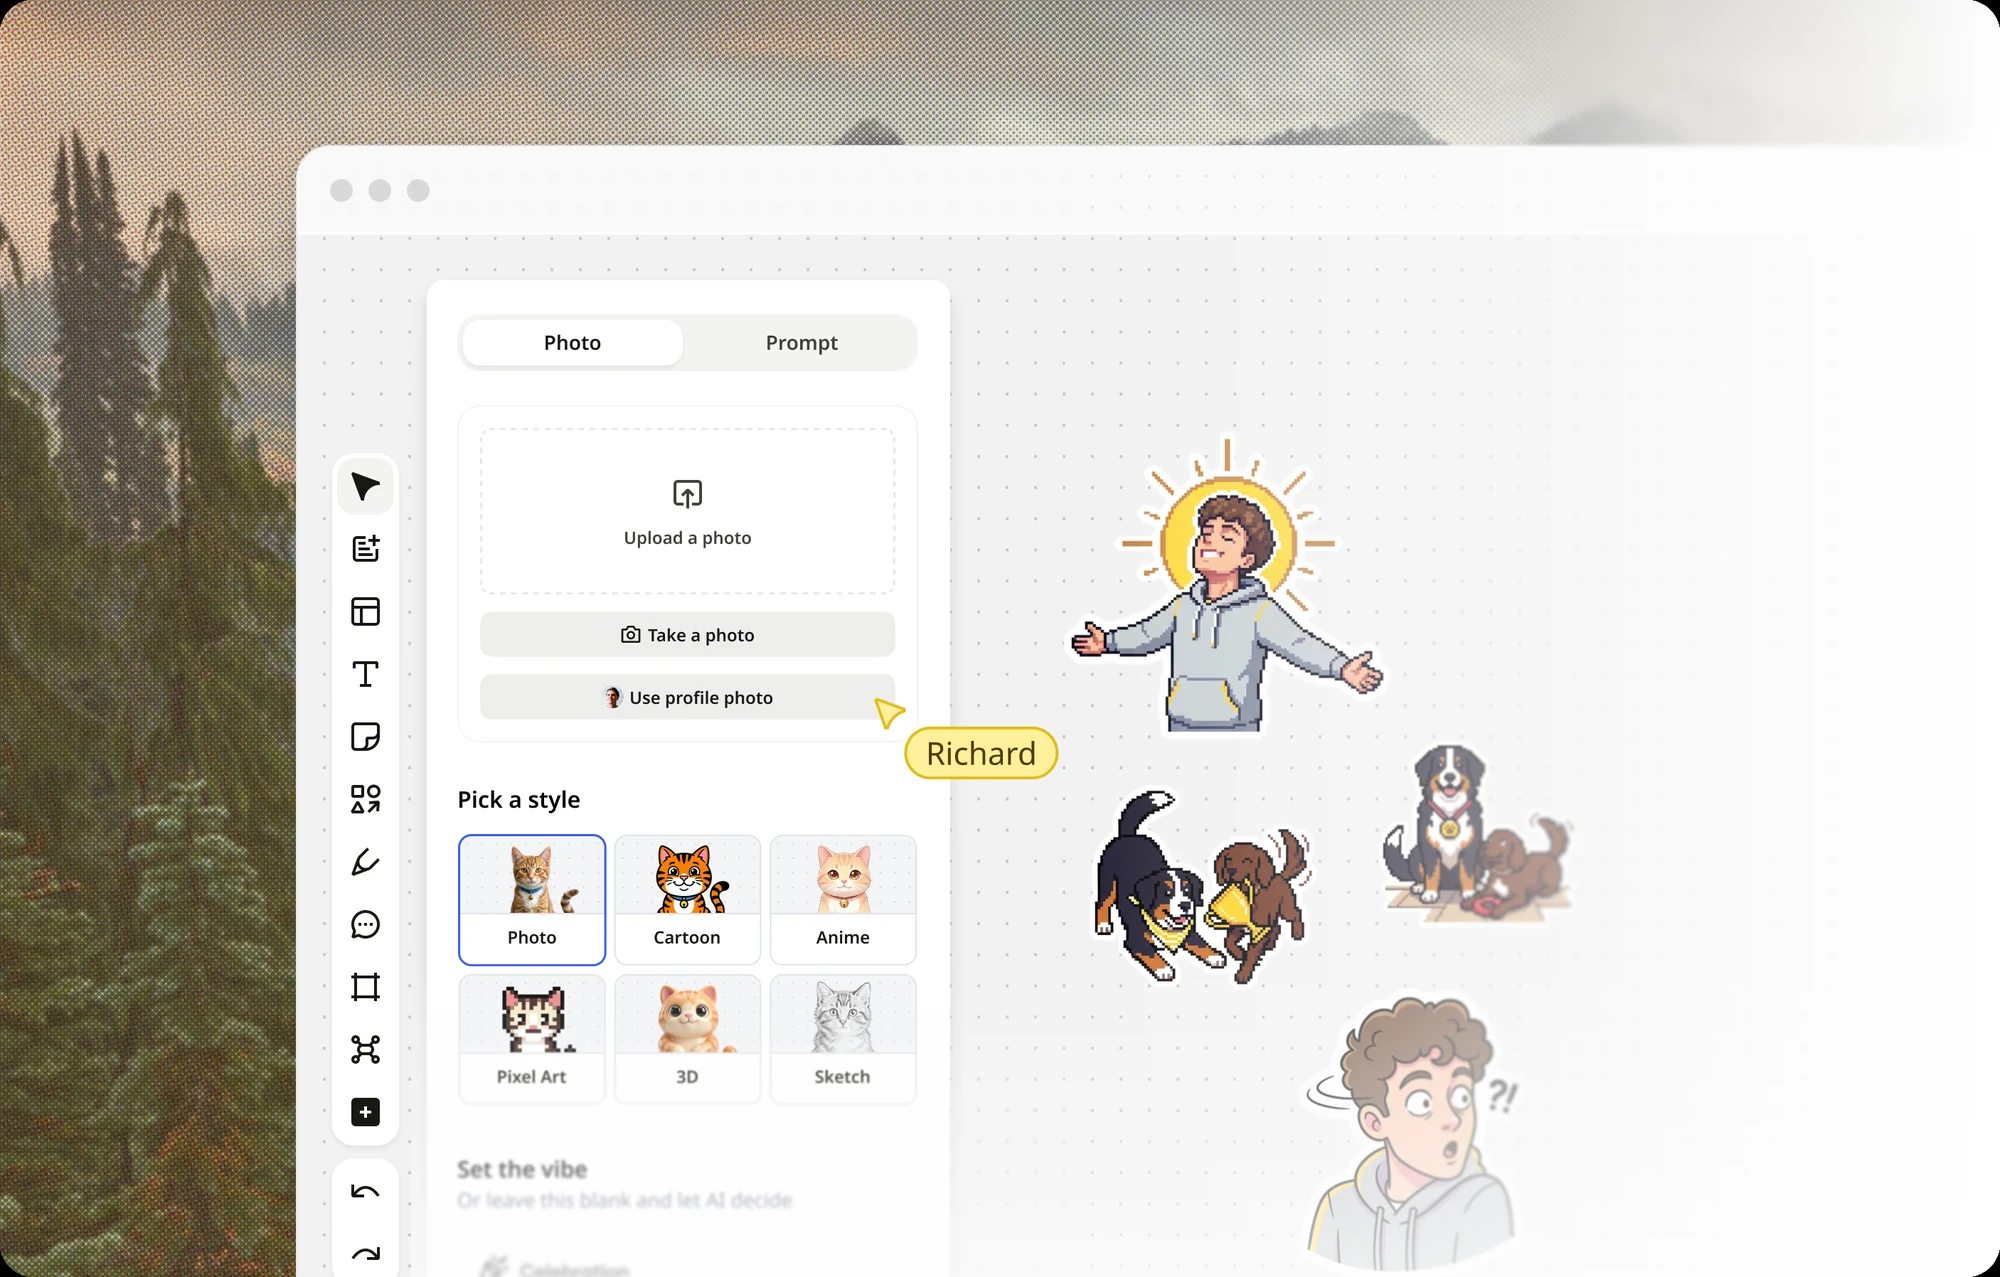 Photo
Prompt
Upload a photo
Take a photo
Use profile photo
Richard
Pick a style
Photo
Cartoon
Anime
Pixel Art
3D
Sketch
?!
Set the vibe
Or leave this blank and let AI decide
Celebration